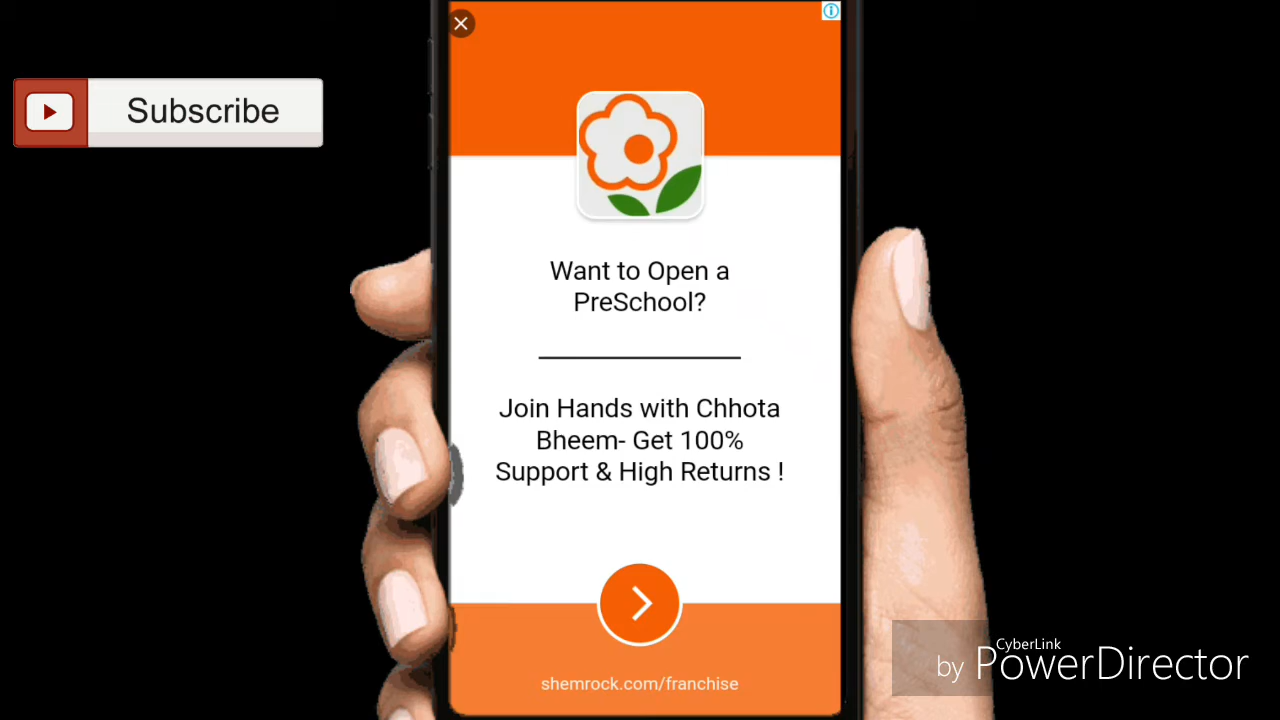 Subscribe
Want to Open a
PreSchool?
Join Hands with Chhota
Bheem- Get 100%
Support & High Returns !
shemrock.com/franchise
CyberLink
by PowerDirector